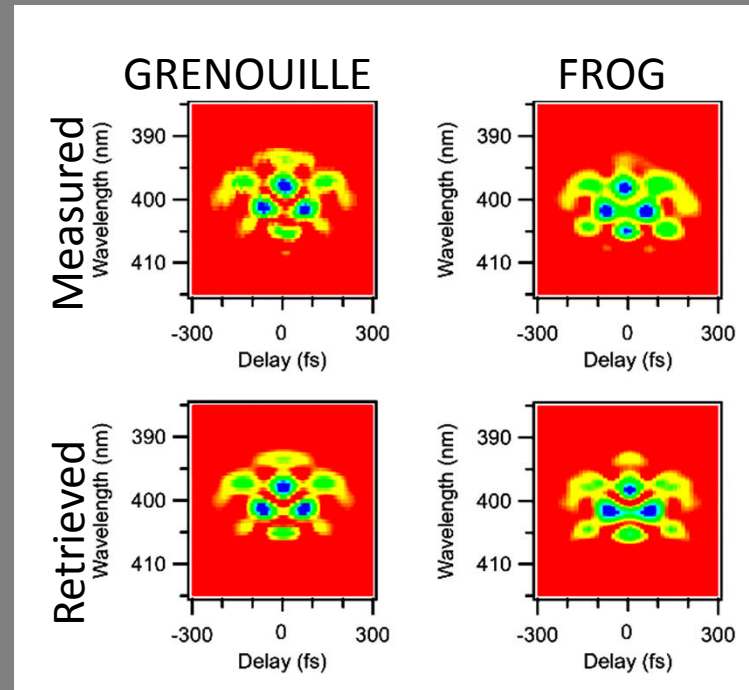 GRENOUILLE
FROG
Measured
Wavelength (nm)
390
400
410
-300
0
300
Delay (fs)
Wavelength (nm)
390
400
410
-300
0
300
Delay (fs)
Retrieved
Wavelength (nm)
390
400
410
-300
0
300
Delay (fs)
Wavelength (nm)
390
400
410
-300
0
300
Delay (fs)